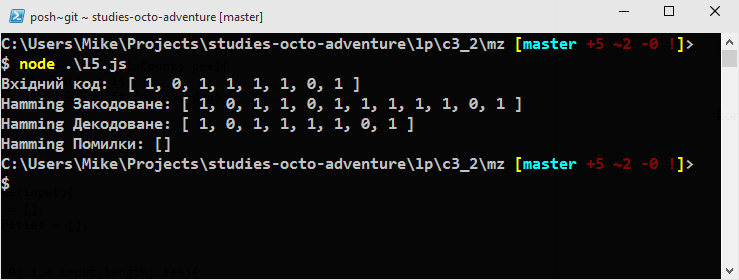 posh~git ~ studies-octo-adventure [master]
C:\Users\Mike\Projects\studies-octo-adventure\lp\c3_2\mz [master +5 ~2 -0 !]>
$ node .\15.js
Вхідний код:  [ 1, 0, 1, 1, 1, 1, 0, 1 ]
Hamming Закодоване: [ 1, 0, 1, 1, 0, 1, 1, 1, 1, 1, 0, 1 ]
Hamming Декодоване: [ 1, 0, 1, 1, 1, 1, 0, 1 ]
Hamming Помилки: []
C:\Users\Mike\Projects\studies-octo-adventure\lp\c3_2\mz [master +5 ~2 -0 !]>
$